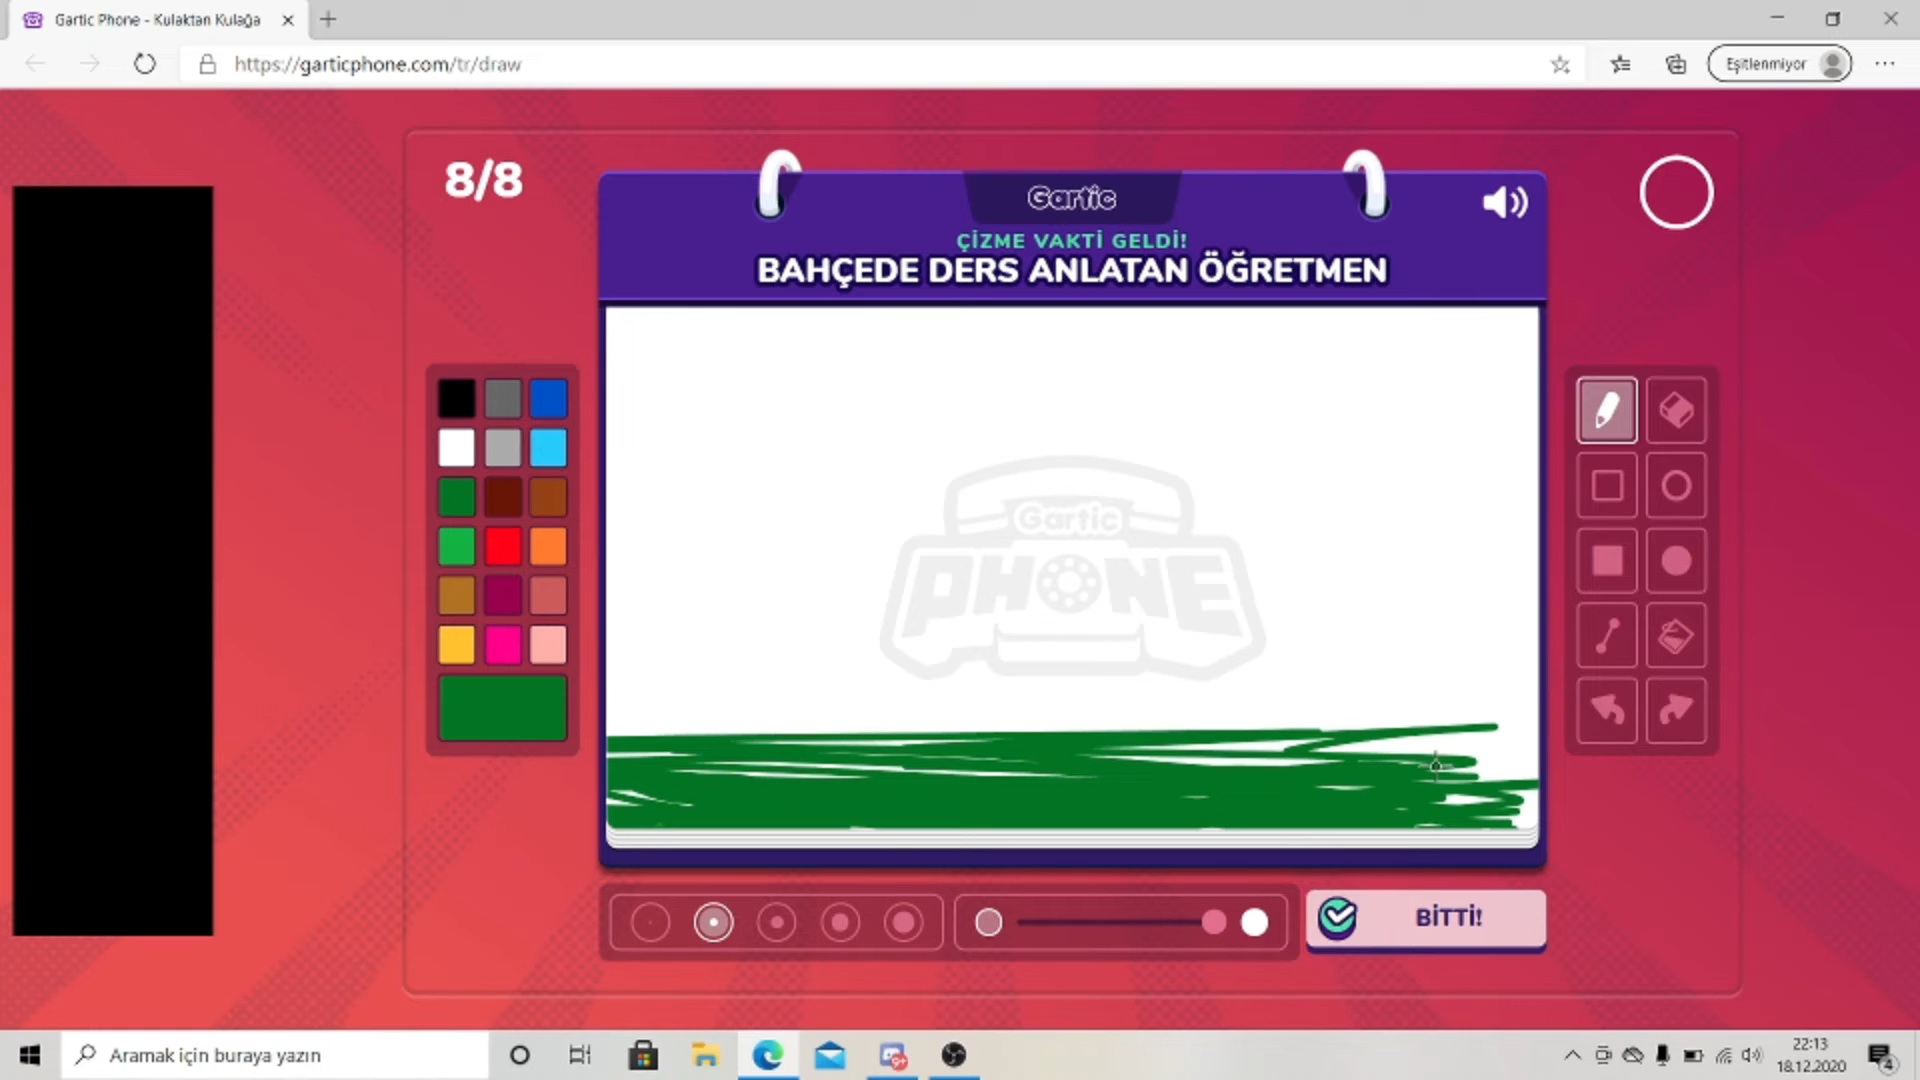 Gartic Phone - Kulaktan Kulağa
https://garticphone.com/tr/draw
Eşitlenmiyor
8/8
Gartic
ÇİZME VAKTİ GELDİ!
BAHÇEDE DERS ANLATAN ÖĞRETMEN
Gartic
PHONE
BİTTİ!
Aramak için buraya yazın
22:13
18.12.2020
4